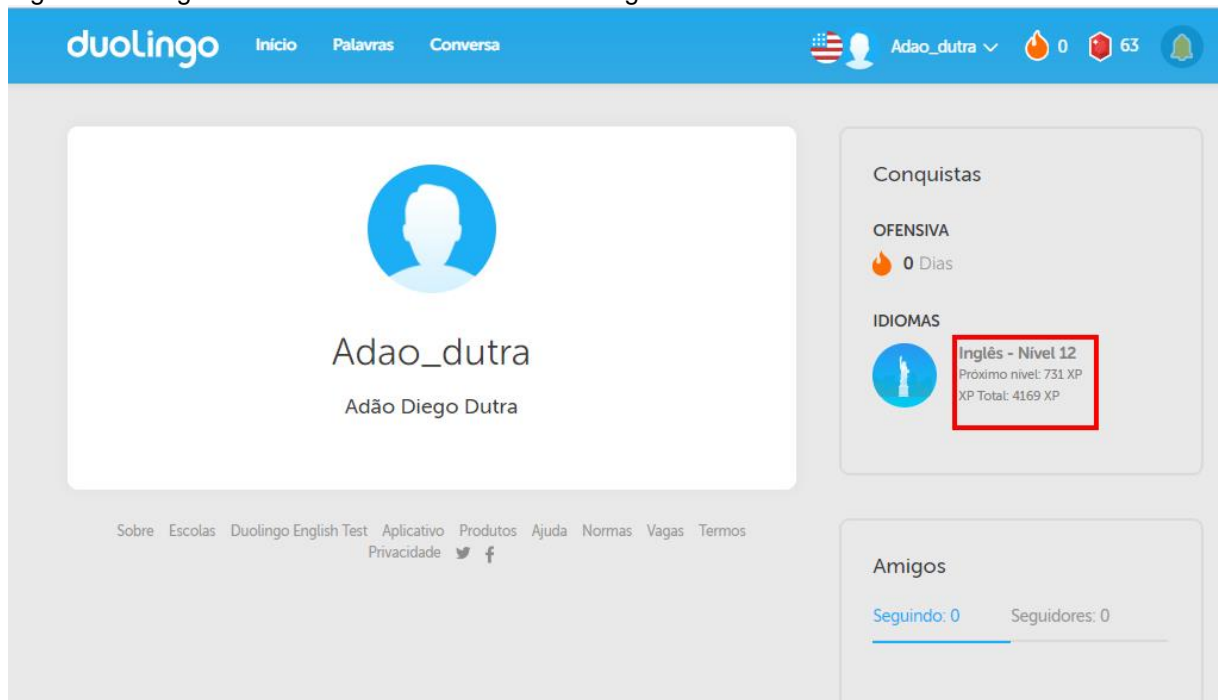 duolingo Início Palavras Conversa Adao_dutra 0 63
Adao_dutra
Adão Diego Dutra
Sobre Escolas Duolingo English Test Aplicativo Produtos Ajuda Normas Vagas Termos
Privacidade
Conquistas
OFENSIVA
0 Dias
IDIOMAS
Inglês - Nível 12
Próximo nível: 731 XP
XP Total: 4169 XP
Amigos
Seguindo: 0 Seguidores: 0